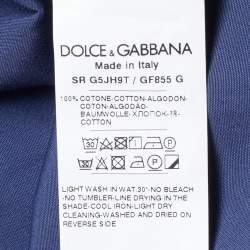 DOLCE & GABBANA
Made in Italy
SR G5JH9T / GF855 G
100% COTONE-COTTON-ALGODON-
COTON-ALGODAO-
BAUMWOLLE-ХЛОПОК-棉-
COTTON
30
P
LIGHT WASH IN WAT.30°-NO BLEACH
-NO TUMBLER-LINE DRYING IN THE
SHADE-COOL IRON-LIGHT DRY
CLEANING-WASHED AND DRIED ON
REVERSE SIDE